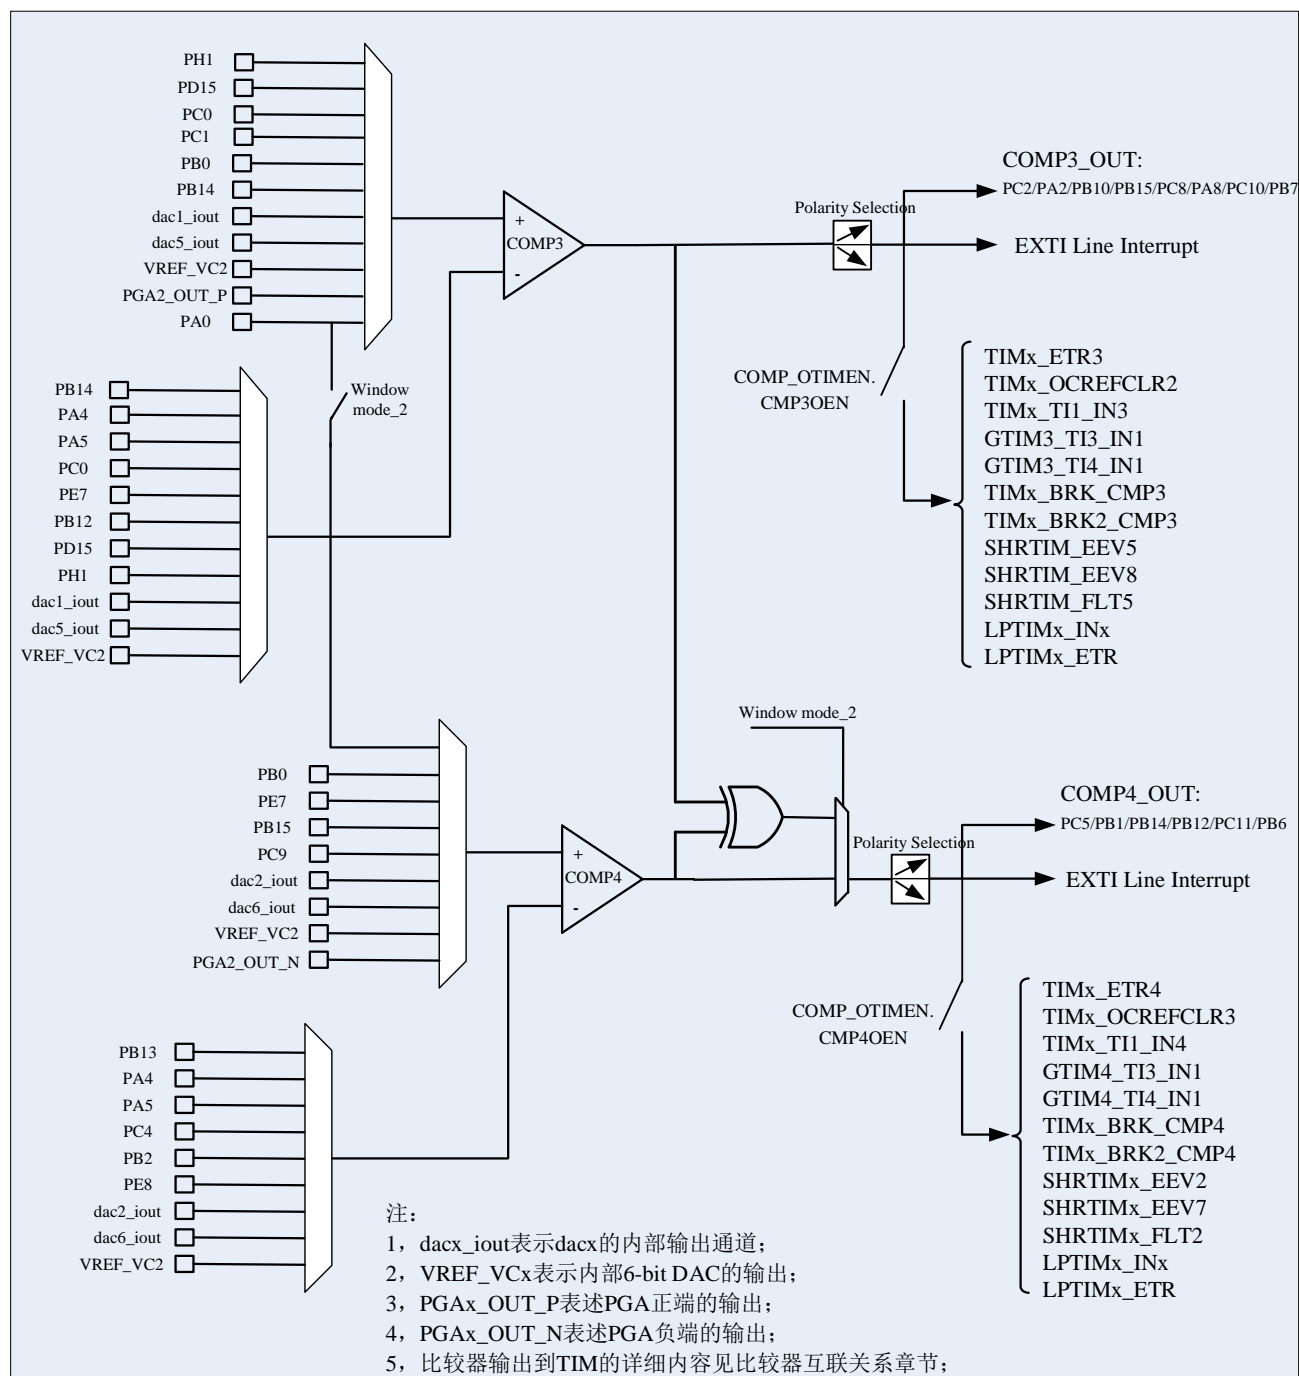 PH1
PD15
PC0
PC1
PB0
PB14
dac1_iout
dac5_iout
VREF_VC2
PGA2_OUT_P
PA0
+
COMP3
-
Polarity Selection
COMP3_OUT:
PC2/PA2/PB10/PB15/PC8/PA8/PC10/PB7
EXTI Line Interrupt
COMP_OTIMEN.
CMP3OEN
TIMx_ETR3
TIMx_OCREFCLR2
TIMx_TI1_IN3
GTIM3_TI3_IN1
GTIM3_TI4_IN1
TIMx_BRK_CMP3
TIMx_BRK2_CMP3
SHRTIM_EEV5
SHRTIM_EEV8
SHRTIM_FLT5
LPTIMx_INx
LPTIMx_ETR
Window
mode_2
PB14
PA4
PA5
PC0
PE7
PB12
PD15
PH1
dac1_iout
dac5_iout
VREF_VC2
Window mode_2
PB0
PE7
PB15
PC9
dac2_iout
dac6_iout
VREF_VC2
PGA2_OUT_N
+
COMP4
-
Polarity Selection
COMP4_OUT:
PC5/PB1/PB14/PB12/PC11/PB6
EXTI Line Interrupt
COMP_OTIMEN.
CMP4OEN
TIMx_ETR4
TIMx_OCREFCLR3
TIMx_TI1_IN4
GTIM4_TI3_IN1
GTIM4_TI4_IN1
TIMx_BRK_CMP4
TIMx_BRK2_CMP4
SHRTIMx_EEV2
SHRTIMx_EEV7
SHRTIMx_FLT2
LPTIMx_INx
LPTIMx_ETR
PB13
PA4
PA5
PC4
PB2
PE8
dac2_iout
dac6_iout
VREF_VC2
注：
1，dacx_iout表示dacx的内部输出通道；
2，VREF_VCx表示内部6-bit DAC的输出；
3，PGAx_OUT_P表述PGA正端的输出；
4，PGAx_OUT_N表述PGA负端的输出；
5，比较器输出到TIM的详细内容见比较器互联关系章节；